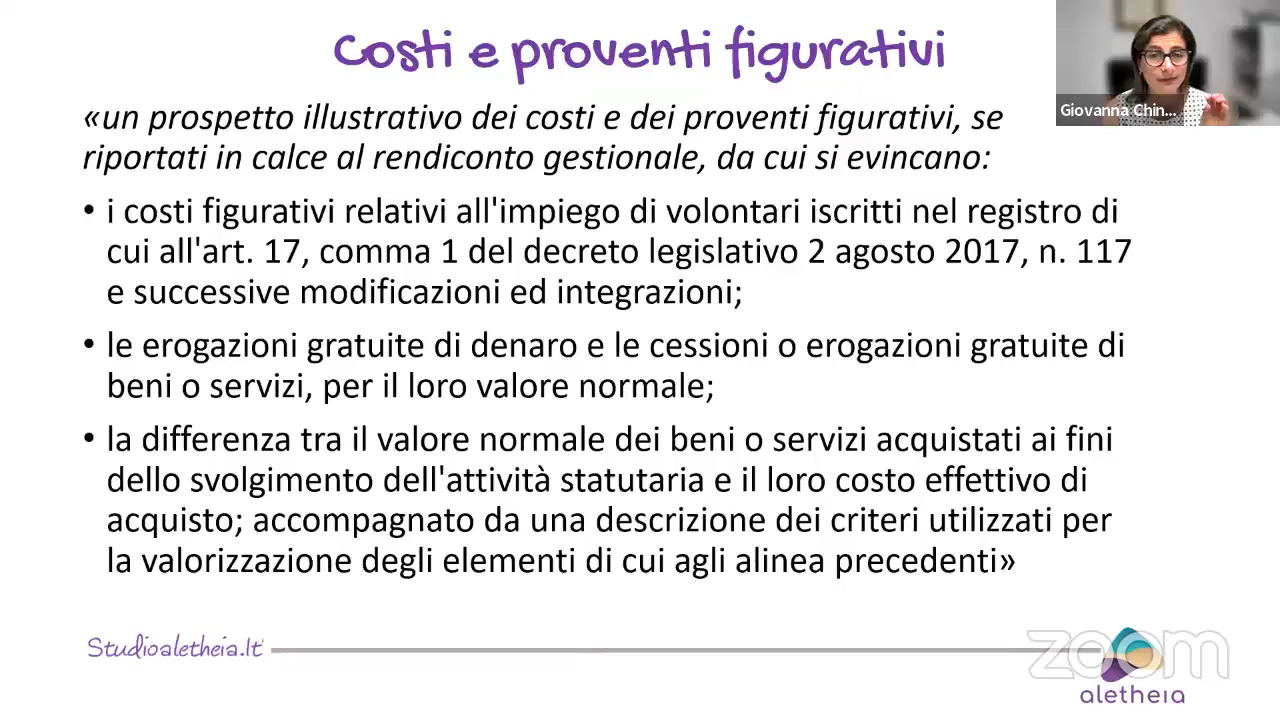 Costi e proventi figurativi
Giovanna Chin...
«un prospetto illustrativo dei costi e dei proventi figurativi, se
riportati in calce al rendiconto gestionale, da cui si evincano:
• i costi figurativi relativi all'impiego di volontari iscritti nel registro di
cui all'art. 17, comma 1 del decreto legislativo 2 agosto 2017, n. 117
e successive modificazioni ed integrazioni;
• le erogazioni gratuite di denaro e le cessioni o erogazioni gratuite di
beni o servizi, per il loro valore normale;
• la differenza tra il valore normale dei beni o servizi acquistati ai fini
dello svolgimento dell'attività statutaria e il loro costo effettivo di
acquisto; accompagnato da una descrizione dei criteri utilizzati per
la valorizzazione degli elementi di cui agli alinea precedenti»
Studioaletheia.It
zoom
aletheia